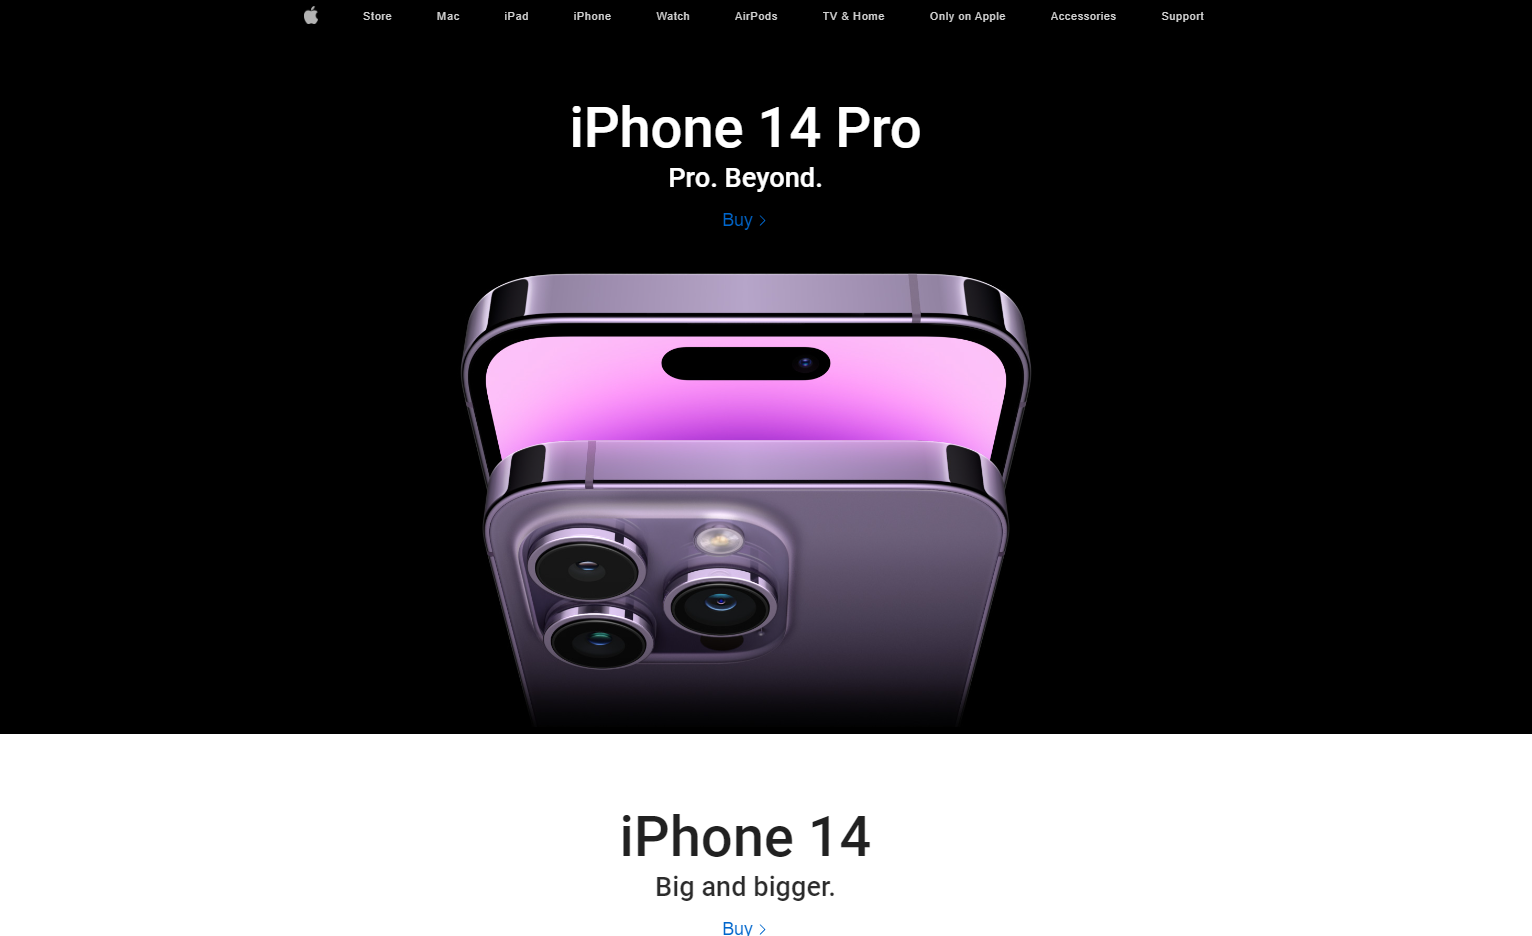 Store Mac iPad iPhone Watch AirPods TV & Home Only on Apple Accessories Support
iPhone 14 Pro
Pro. Beyond.
Buy >
iPhone 14
Big and bigger.
Buy >